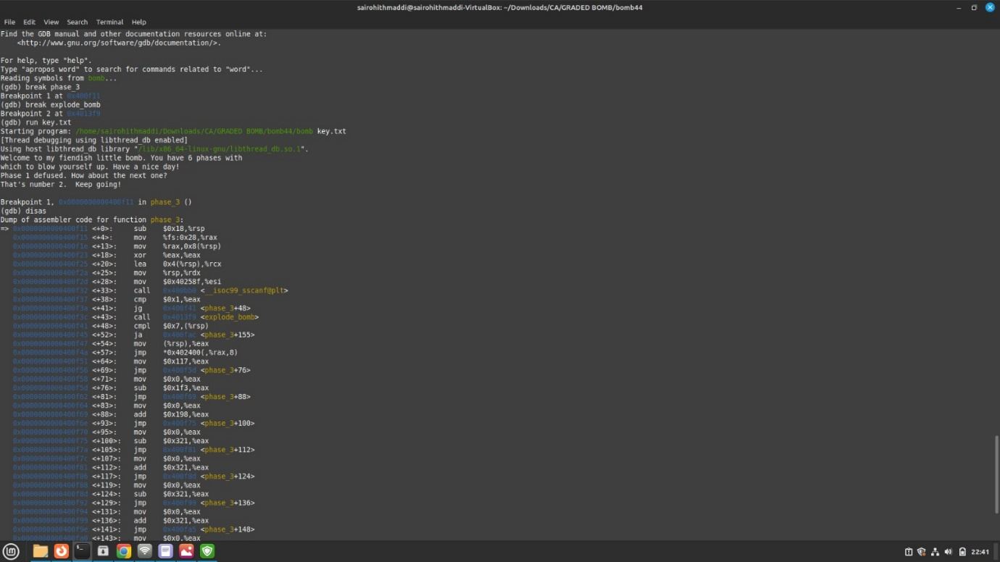 sairohithmaddi@sairohithmaddi-VirtualBox: ~/Downloads/CA/GRADED BOMB/bomb44
File Edit View Search Terminal Help
Find the GDB manual and other documentation resources online at:
    <http://www.gnu.org/software/gdb/documentation/>.
For help, type "help".
Type "apropos word" to search for commands related to "word"...
Reading symbols from bomb...
(gdb) break phase_3
Breakpoint 1 at 0x400f11
(gdb) break explode_bomb
Breakpoint 2 at 0x4013f9
(gdb) run key.txt
Starting program: /home/sairohithmaddi/Downloads/CA/GRADED BOMB/bomb44/bomb key.txt
[Thread debugging using libthread_db enabled]
Using host libthread_db library "/lib/x86_64-linux-gnu/libthread_db.so.1".
Welcome to my fiendish little bomb. You have 6 phases with
which to blow yourself up. Have a nice day!
Phase 1 defused. How about the next one?
That's number 2.  Keep going!
Breakpoint 1, 0x0000000000400f11 in phase_3 ()
(gdb) disas
Dump of assembler code for function phase_3:
=> 0x0000000000400f11 <+0>:     sub    $0x18,%rsp
   0x0000000000400f15 <+4>:     mov    %fs:0x28,%rax
   0x0000000000400f1e <+13>:    mov    %rax,0x8(%rsp)
   0x0000000000400f23 <+18>:    xor    %eax,%eax
   0x0000000000400f25 <+20>:    lea    0x4(%rsp),%rcx
   0x0000000000400f2a <+25>:    mov    %rsp,%rdx
   0x0000000000400f2d <+28>:    mov    $0x40258f,%esi
   0x0000000000400f32 <+33>:    call   0x400bb0 <__isoc99_sscanf@plt>
   0x0000000000400f37 <+38>:    cmp    $0x1,%eax
   0x0000000000400f3a <+41>:    jg     0x400f41 <phase_3+48>
   0x0000000000400f3c <+43>:    call   0x4013f9 <explode_bomb>
   0x0000000000400f41 <+48>:    cmpl   $0x7,(%rsp)
   0x0000000000400f45 <+52>:    ja     0x400fac <phase_3+155>
   0x0000000000400f47 <+54>:    mov    (%rsp),%eax
   0x0000000000400f4a <+57>:    jmp    *0x402400(,%rax,8)
   0x0000000000400f51 <+64>:    mov    $0x117,%eax
   0x0000000000400f56 <+69>:    jmp    0x400f5d <phase_3+76>
   0x0000000000400f58 <+71>:    mov    $0x0,%eax
   0x0000000000400f5d <+76>:    sub    $0x1f3,%eax
   0x0000000000400f62 <+81>:    jmp    0x400f69 <phase_3+88>
   0x0000000000400f64 <+83>:    mov    $0x0,%eax
   0x0000000000400f69 <+88>:    add    $0x198,%eax
   0x0000000000400f6e <+93>:    jmp    0x400f75 <phase_3+100>
   0x0000000000400f70 <+95>:    mov    $0x0,%eax
   0x0000000000400f75 <+100>:   sub    $0x321,%eax
   0x0000000000400f7a <+105>:   jmp    0x400f81 <phase_3+112>
   0x0000000000400f7c <+107>:   mov    $0x0,%eax
   0x0000000000400f81 <+112>:   add    $0x321,%eax
   0x0000000000400f86 <+117>:   jmp    0x400f8d <phase_3+124>
   0x0000000000400f88 <+119>:   mov    $0x0,%eax
   0x0000000000400f8d <+124>:   sub    $0x321,%eax
   0x0000000000400f92 <+129>:   jmp    0x400f99 <phase_3+136>
   0x0000000000400f94 <+131>:   mov    $0x0,%eax
   0x0000000000400f99 <+136>:   add    $0x321,%eax
   0x0000000000400f9e <+141>:   jmp    0x400fa5 <phase_3+148>
   0x0000000000400fa0 <+143>:   mov    $0x0,%eax
22:41